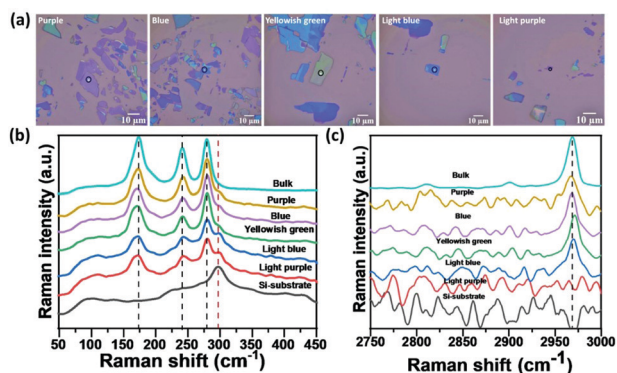 (a) Purple Blue Yellowish green Light blue Light purple
10 μm 10 μm 10 μm 10 μm 10 μm
(b)
Raman intensity (a.u.)
Bulk
Purple
Blue
Yellowish green
Light blue
Light purple
Si-substrate
50 100 150 200 250 300 350 400 450
Raman shift (cm-1)
(c)
Raman intensity (a.u.)
Bulk
Purple
Blue
Yellowish green
Light blue
Light purple
Si-substrate
2750 2800 2850 2900 2950 3000
Raman shift (cm-1)